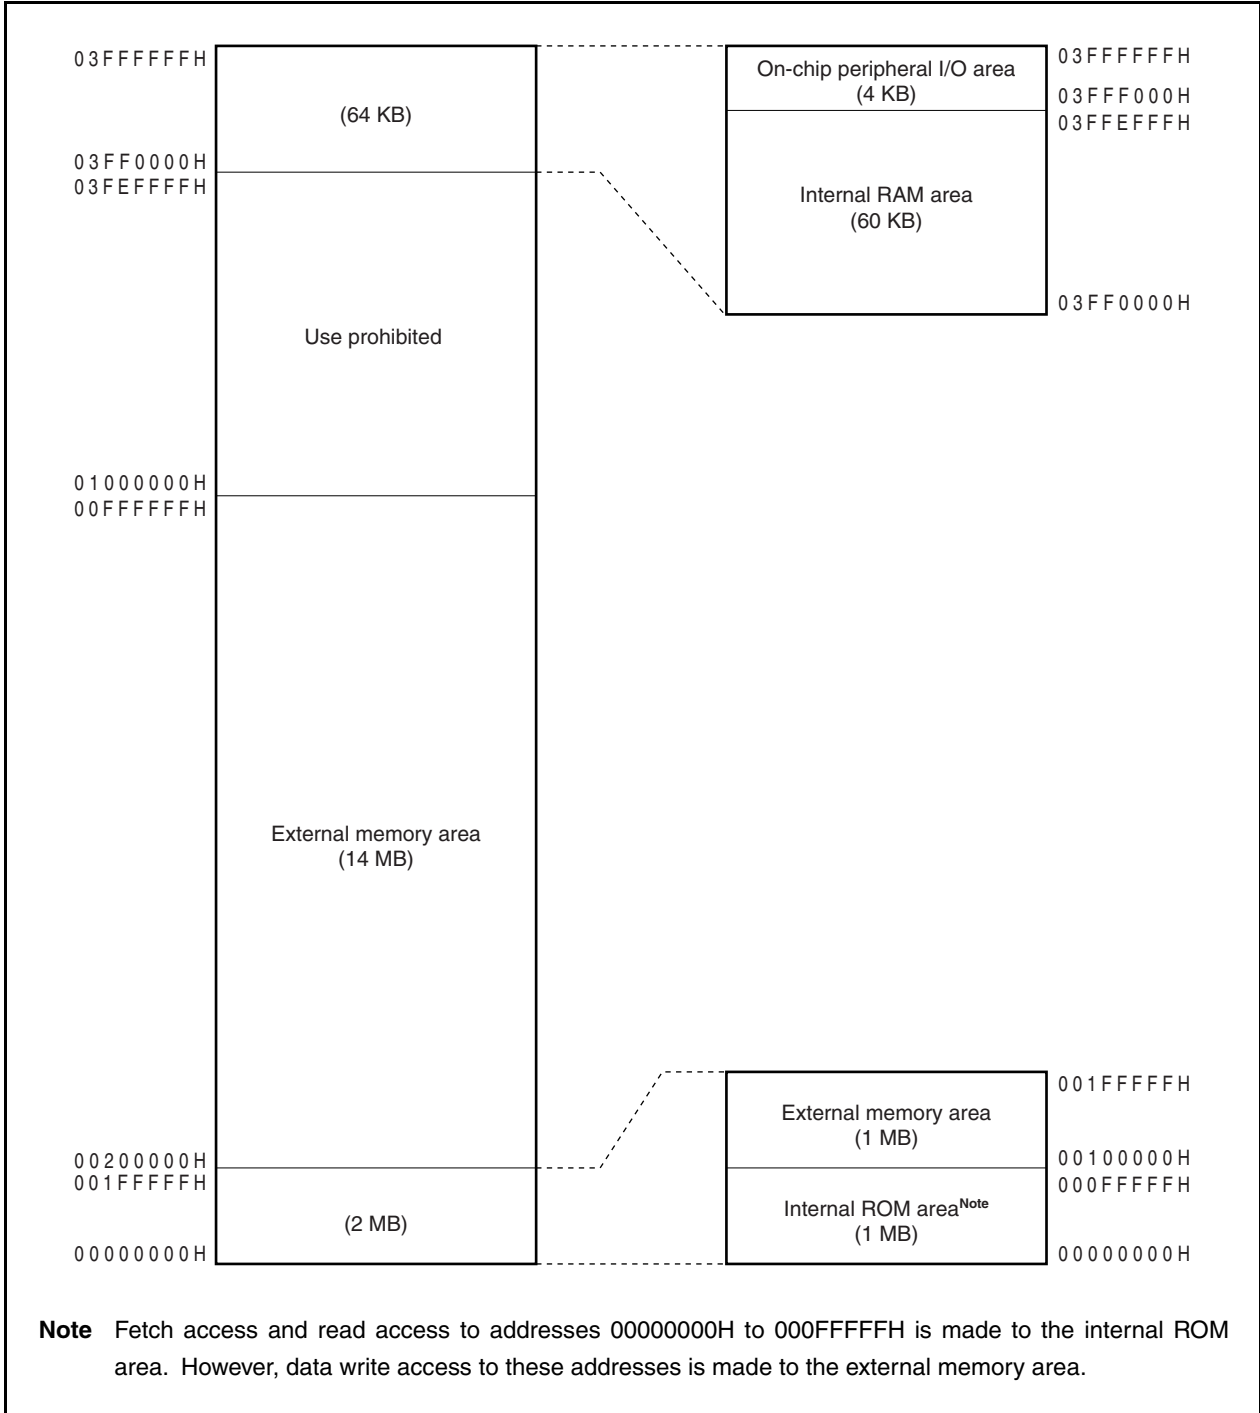 03FFFFFFH
(64 KB)
03FF0000H
03FEFFFFH
Use prohibited
01000000H
00FFFFFFH
External memory area
(14 MB)
00200000H
001FFFFFH
(2 MB)
00000000H
On-chip peripheral I/O area
(4 KB)
03FFFFFFH
03FFF000H
03FFEFFFH
Internal RAM area
(60 KB)
03FF0000H
001FFFFFH
External memory area
(1 MB)
00100000H
000FFFFFH
Internal ROM areaNote
(1 MB)
00000000H
Note Fetch access and read access to addresses 00000000H to 000FFFFFH is made to the internal ROM
area. However, data write access to these addresses is made to the external memory area.